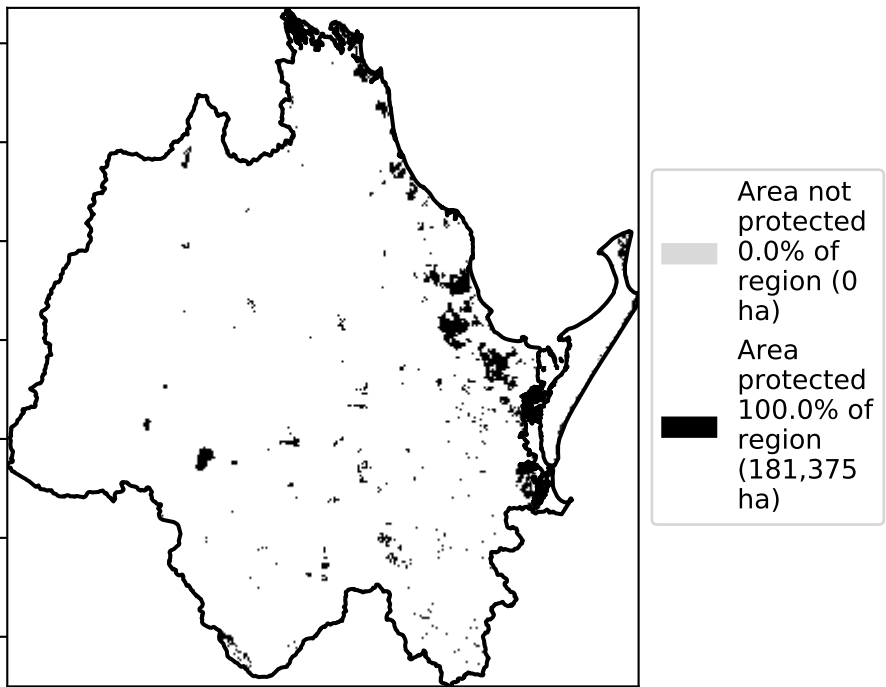 Area not
protected
0.0% of
region (0
ha)
Area
protected
100.0% of
region
(181,375
ha)